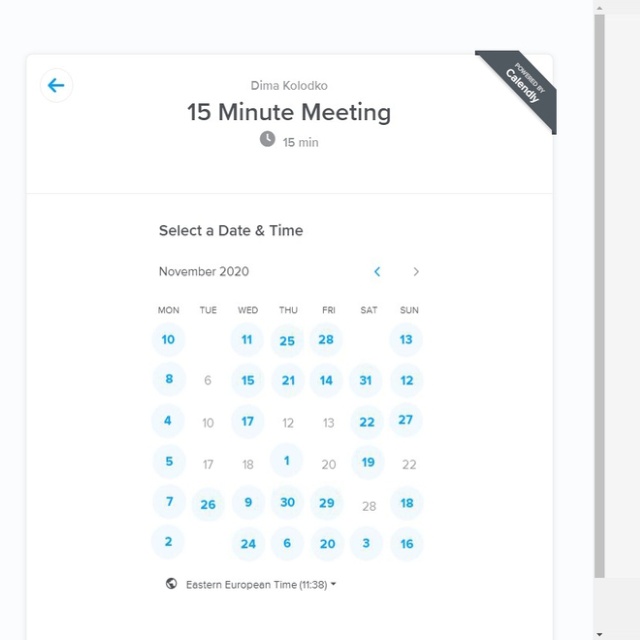 POWERED BY
Calendly
Dima Kolodko
15 Minute Meeting
15 min
Select a Date & Time
November 2020
MON TUE WED THU FRI SAT SUN
10 11 25 28 13
8 6 15 21 14 31 12
4 10 17 12 13 22 27
5 17 18 1 20 19 22
7 26 9 30 29 28 18
2 24 6 20 3 16
Eastern European Time (11:38)